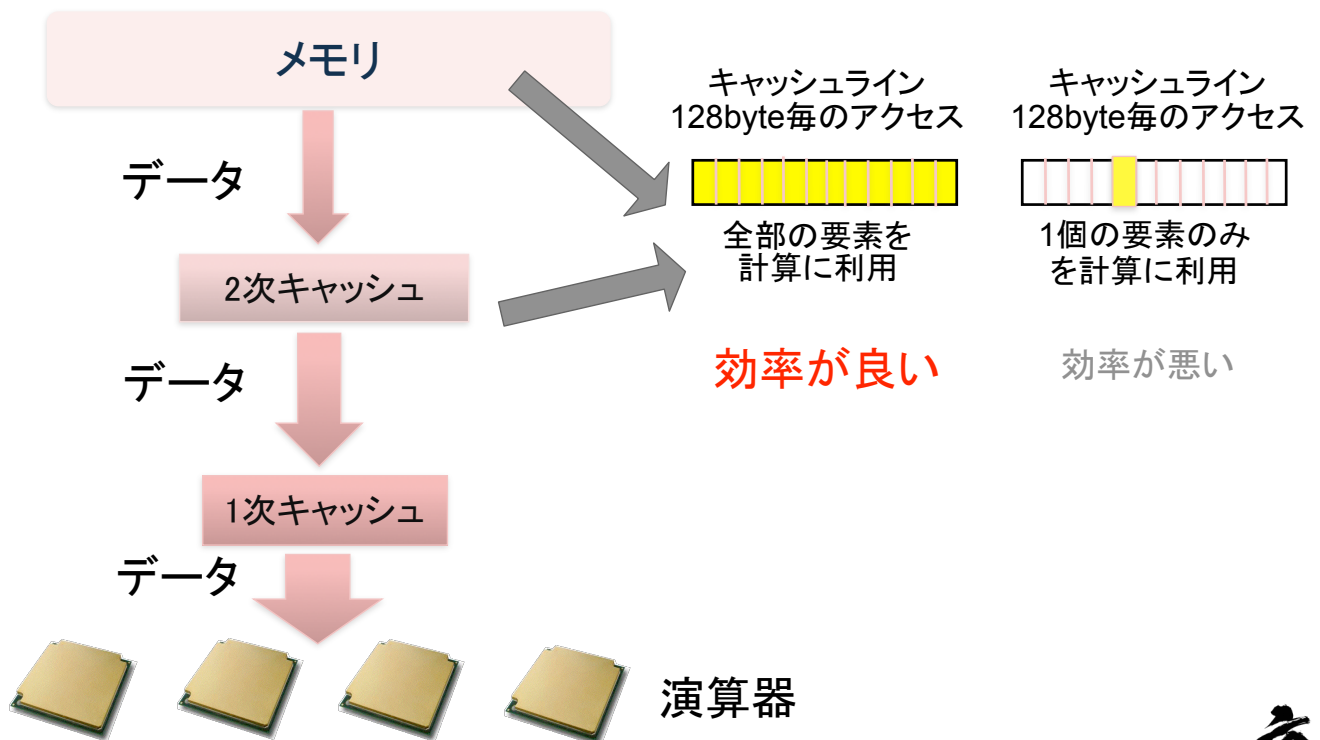 メモリ
データ
2次キャッシュ
データ
1次キャッシュ
データ
演算器
キャッシュライン
128byte毎のアクセス
全部の要素を
計算に利用
効率が良い
キャッシュライン
128byte毎のアクセス
1個の要素のみ
を計算に利用
効率が悪い